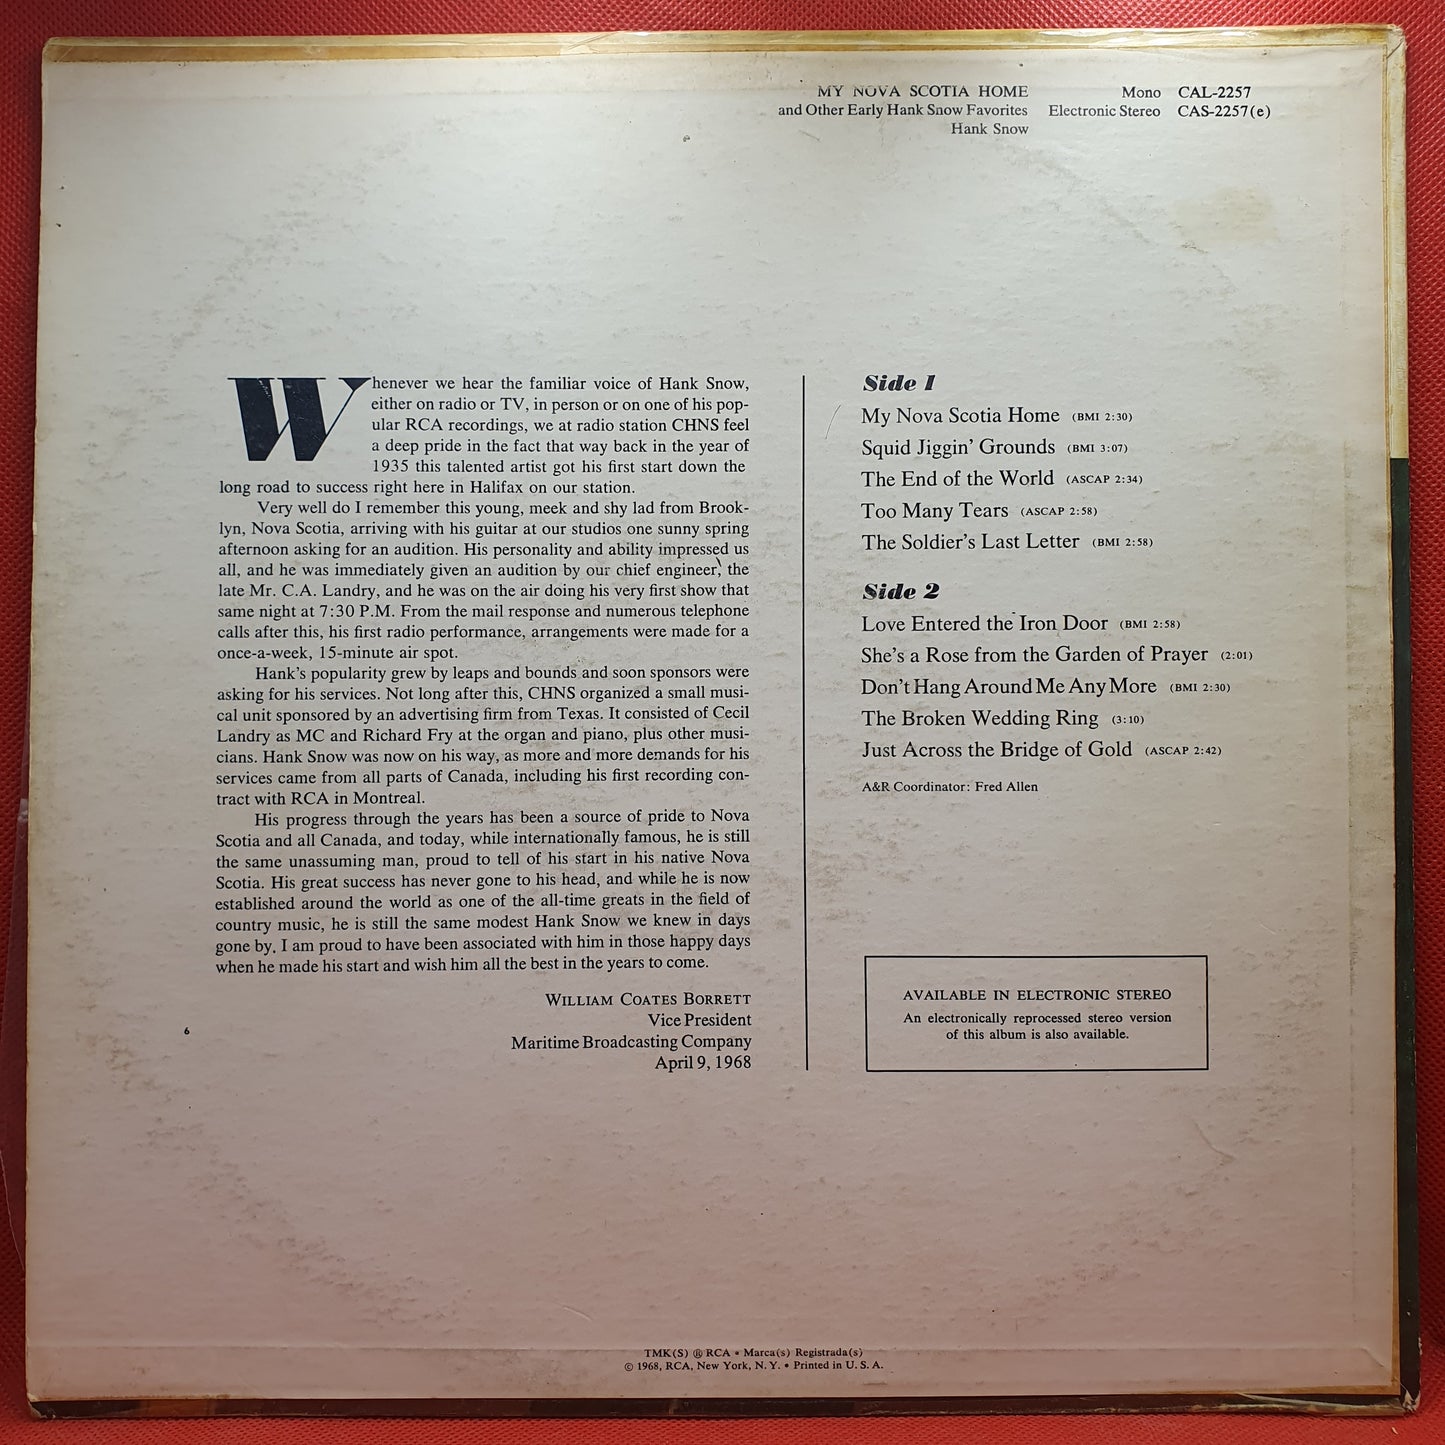 MY NOVA SCOTIA HOME Mono CAL-2257
and Other Early Hank Snow Favorites Electronic Stereo CAS-2257(e)
Hank Snow
Whenever we hear the familiar voice of Hank Snow,
either on radio or TV, in person or on one of his pop-
ular RCA recordings, we at radio station CHNS feel
a deep pride in the fact that way back in the year of
1935 this talented artist got his first start down the
long road to success right here in Halifax on our station.
Very well do I remember this young, meek and shy lad from Brook-
lyn, Nova Scotia, arriving with his guitar at our studios one sunny spring
afternoon asking for an audition. His personality and ability impressed us
all, and he was immediately given an audition by our chief engineer, the
late Mr. C.A. Landry, and he was on the air doing his very first show that
same night at 7:30 P.M. From the mail response and numerous telephone
calls after this, his first radio performance, arrangements were made for a
once-a-week, 15-minute air spot.
Hank's popularity grew by leaps and bounds and soon sponsors were
asking for his services. Not long after this, CHNS organized a small musi-
cal unit sponsored by an advertising firm from Texas. It consisted of Cecil
Landry as MC and Richard Fry at the organ and piano, plus other musi-
cians. Hank Snow was now on his way, as more and more demands for his
services came from all parts of Canada, including his first recording con-
tract with RCA in Montreal.
His progress through the years has been a source of pride to Nova
Scotia and all Canada, and today, while internationally famous, he is still
the same unassuming man, proud to tell of his start in his native Nova
Scotia. His great success has never gone to his head, and while he is now
established around the world as one of the all-time greats in the field of
country music, he is still the same modest Hank Snow we knew in days
gone by. I am proud to have been associated with him in those happy days
when he made his start and wish him all the best in the years to come.
WILLIAM COATES BORRETT
Vice President
Maritime Broadcasting Company
April 9, 1968
6
Side 1
My Nova Scotia Home (BMI 2:30)
Squid Jiggin' Grounds (BMI 3:07)
The End of the World (ASCAP 2:34)
Too Many Tears (ASCAP 2:58)
The Soldier's Last Letter (BMI 2:58)
Side 2
Love Entered the Iron Door (BMI 2:58)
She's a Rose from the Garden of Prayer (2:01)
Don't Hang Around Me Any More (BMI 2:30)
The Broken Wedding Ring (3:10)
Just Across the Bridge of Gold (ASCAP 2:42)
A&R Coordinator: Fred Allen
AVAILABLE IN ELECTRONIC STEREO
An electronically reprocessed stereo version
of this album is also available.
TMK(S) ® RCA • Marca(s) Registrada(s)
© 1968, RCA, New York, N. Y. • Printed in U. S. A.